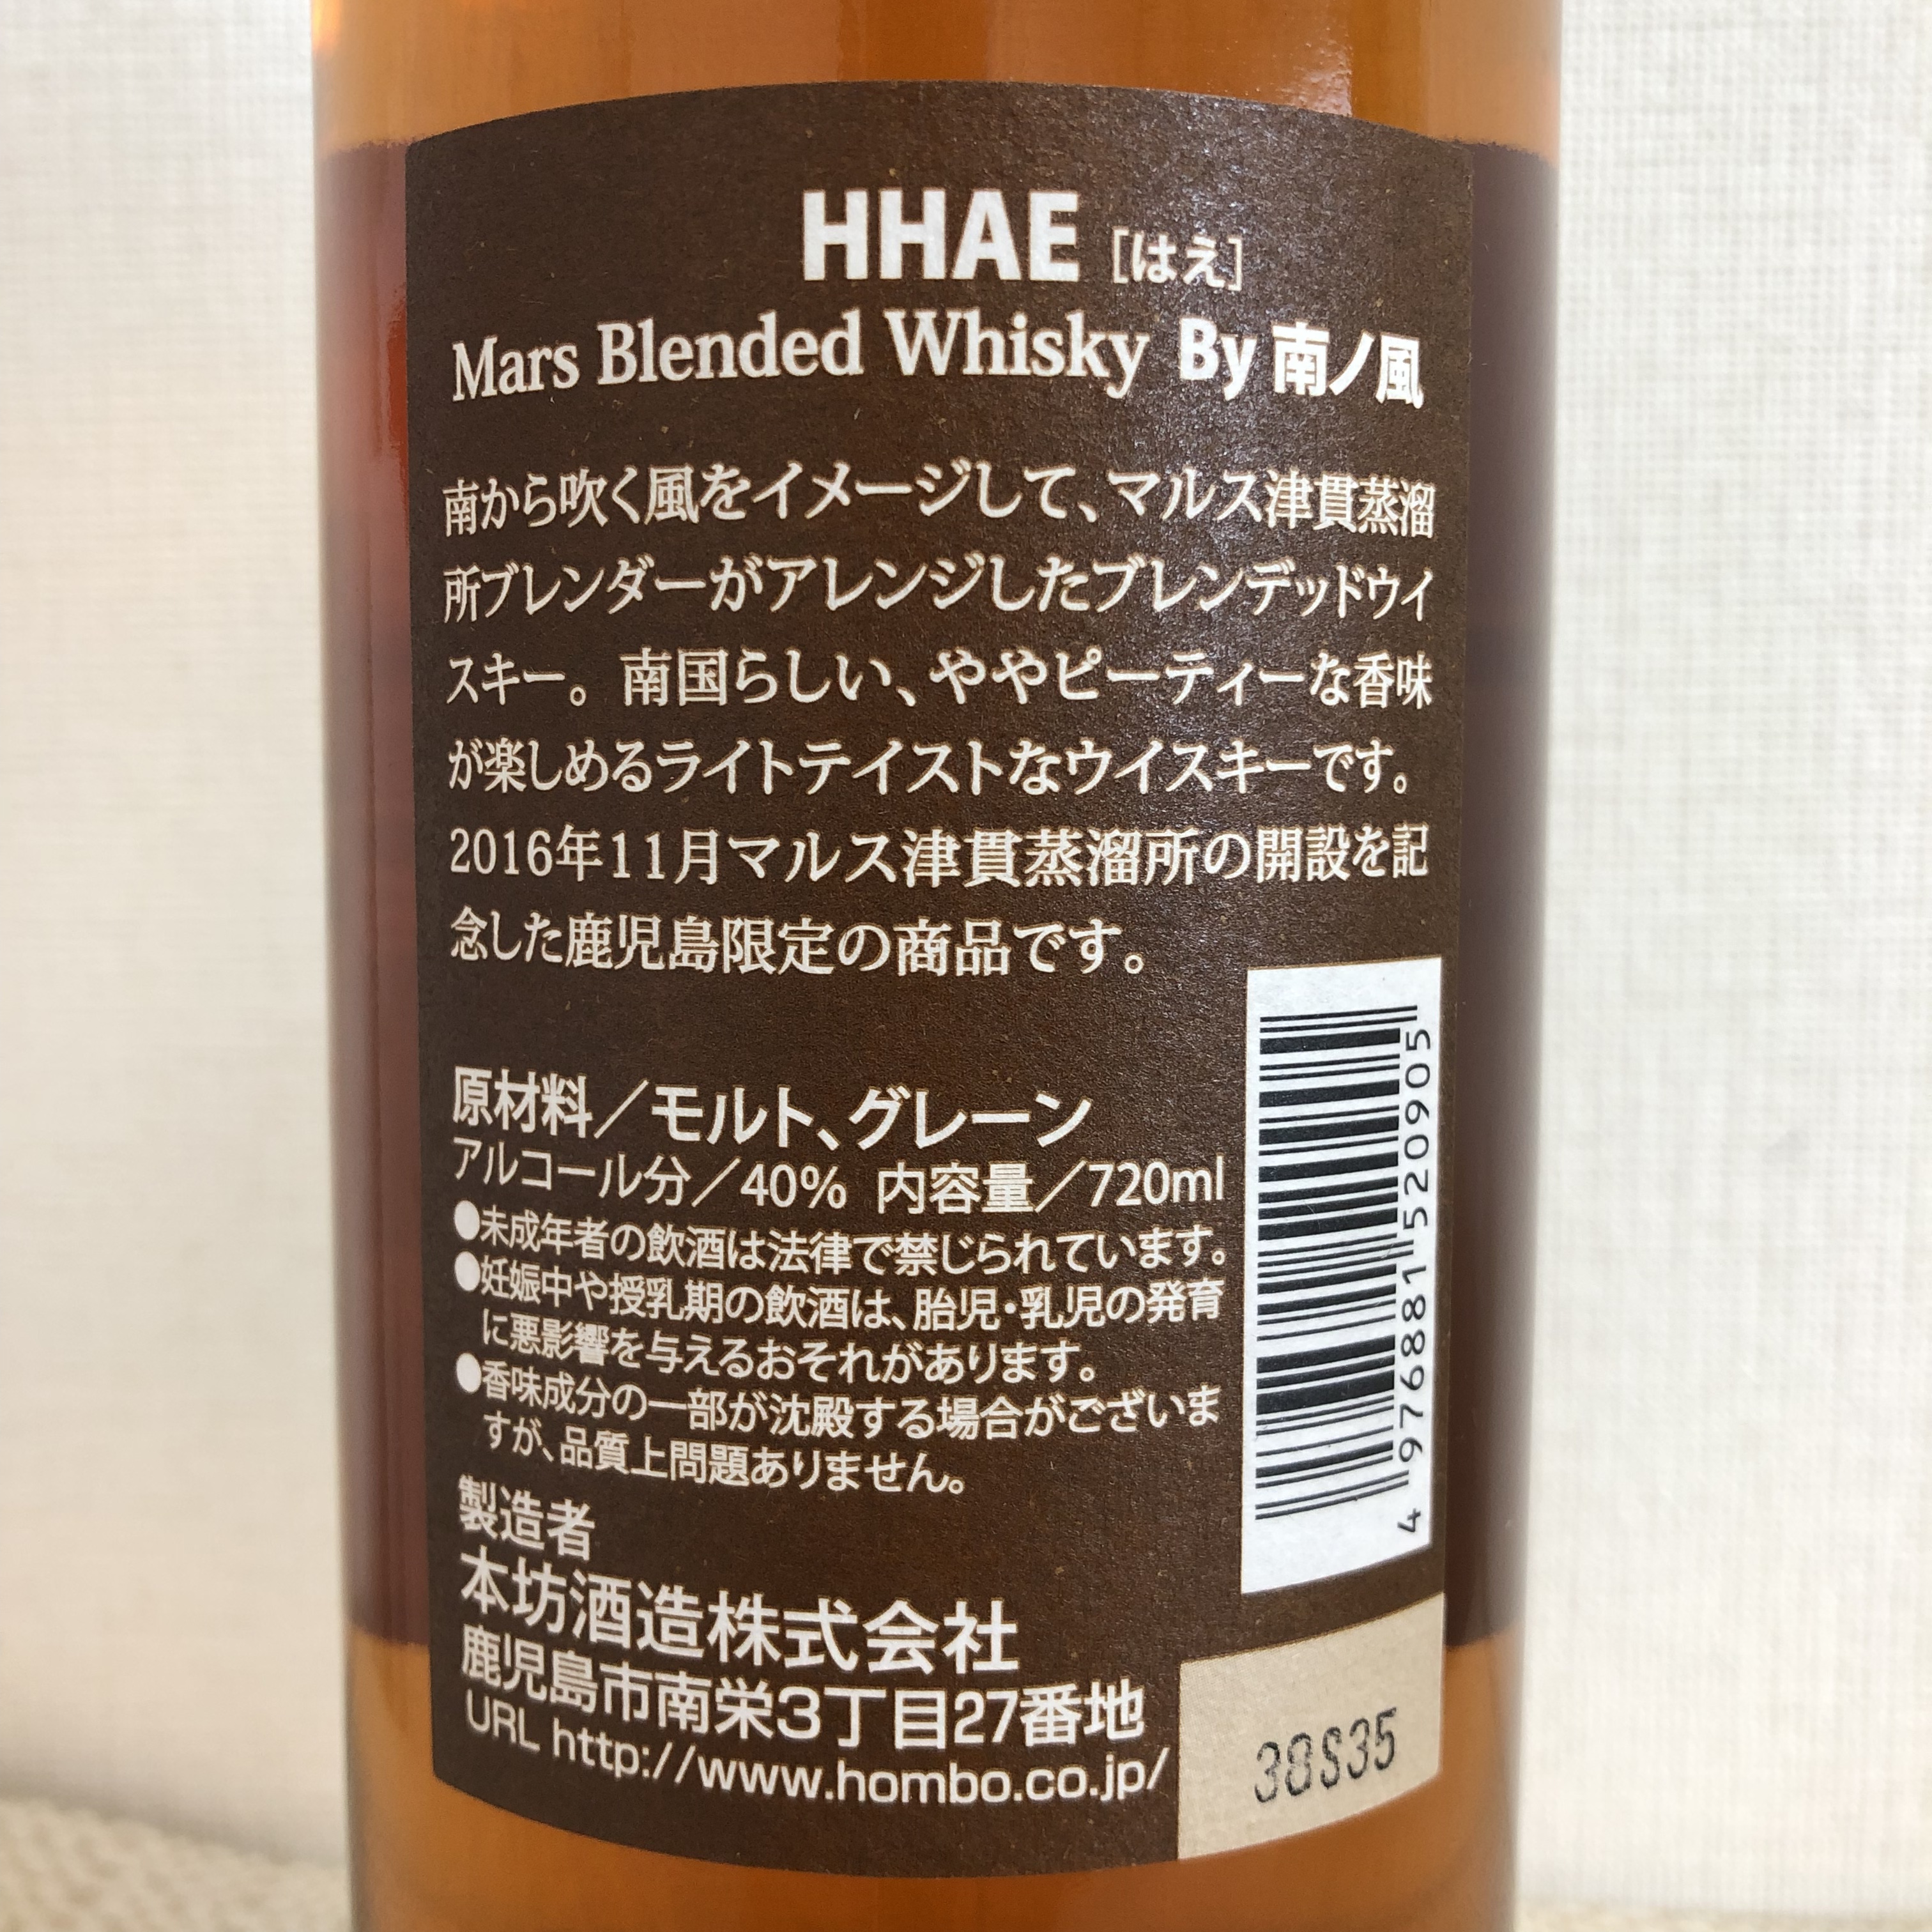 HHAE [はえ]
Mars Blended Whisky By 南ノ風
南から吹く風をイメージして、マルス津貫蒸溜
所ブレンダーがアレンジしたブレンデッドウイ
スキー。南国らしい、ややピーティーな香味
が楽しめるライトテイストなウイスキーです。
2016年11月マルス津貫蒸溜所の開設を記
念した鹿児島限定の商品です。
原材料／モルト、グレーン
アルコール分／40% 内容量／720ml
●未成年者の飲酒は法律で禁じられています。
●妊娠中や授乳期の飲酒は、胎児・乳児の発育
に悪影響を与えるおそれがあります。
●香味成分の一部が沈殿する場合がございま
すが、品質上問題ありません。
製造者
本坊酒造株式会社
鹿児島市南栄3丁目27番地
URL http://www.hombo.co.jp/
4 976881 520905
38S35